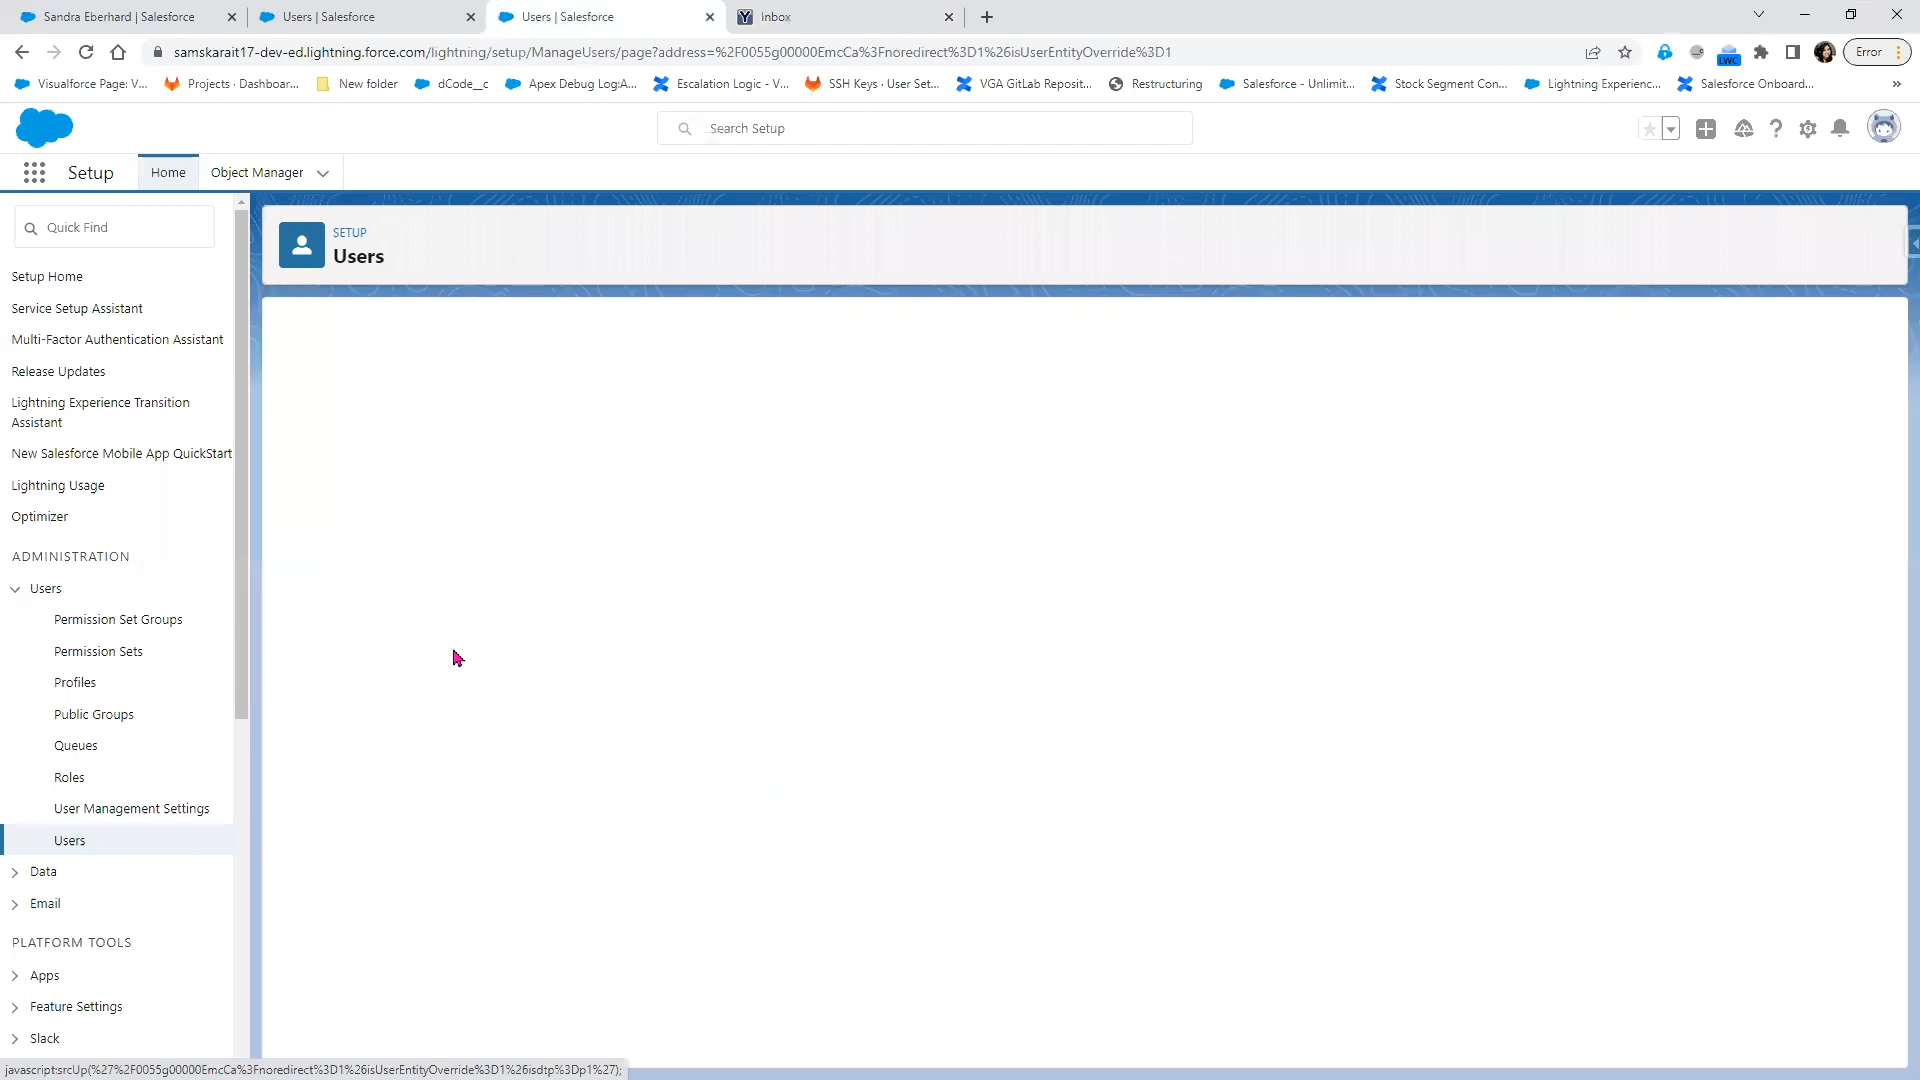 Sandra Eberhard | Salesforce
Users | Salesforce
Users | Salesforce
Inbox
samskarait17-dev-ed.lightning.force.com/lightning/setup/ManageUsers/page?address=%2F0055g00000EmcCa%3Fnoredirect%3D1%26isUserEntityOverride%3D1
LWC
Error
Visualforce Page: V...
Projects · Dashboar...
New folder
dCode__c
Apex Debug Log:A...
Escalation Logic - V...
SSH Keys · User Set...
VGA GitLab Reposit...
Restructuring
Salesforce - Unlimit...
Stock Segment Con...
Lightning Experienc...
Salesforce Onboard...
»
Search Setup
Setup
Home
Object Manager
Quick Find
SETUP
Users
Setup Home
Service Setup Assistant
Multi-Factor Authentication Assistant
Release Updates
Lightning Experience Transition
Assistant
New Salesforce Mobile App QuickStart
Lightning Usage
Optimizer
ADMINISTRATION
Users
Permission Set Groups
Permission Sets
Profiles
Public Groups
Queues
Roles
User Management Settings
Users
Data
Email
PLATFORM TOOLS
Apps
Feature Settings
Slack
javascript:srcUp(%27%2F0055g00000EmcCa%3Fnoredirect%3D1%26isUserEntityOverride%3D1%26isdtp%3Dp1%27);